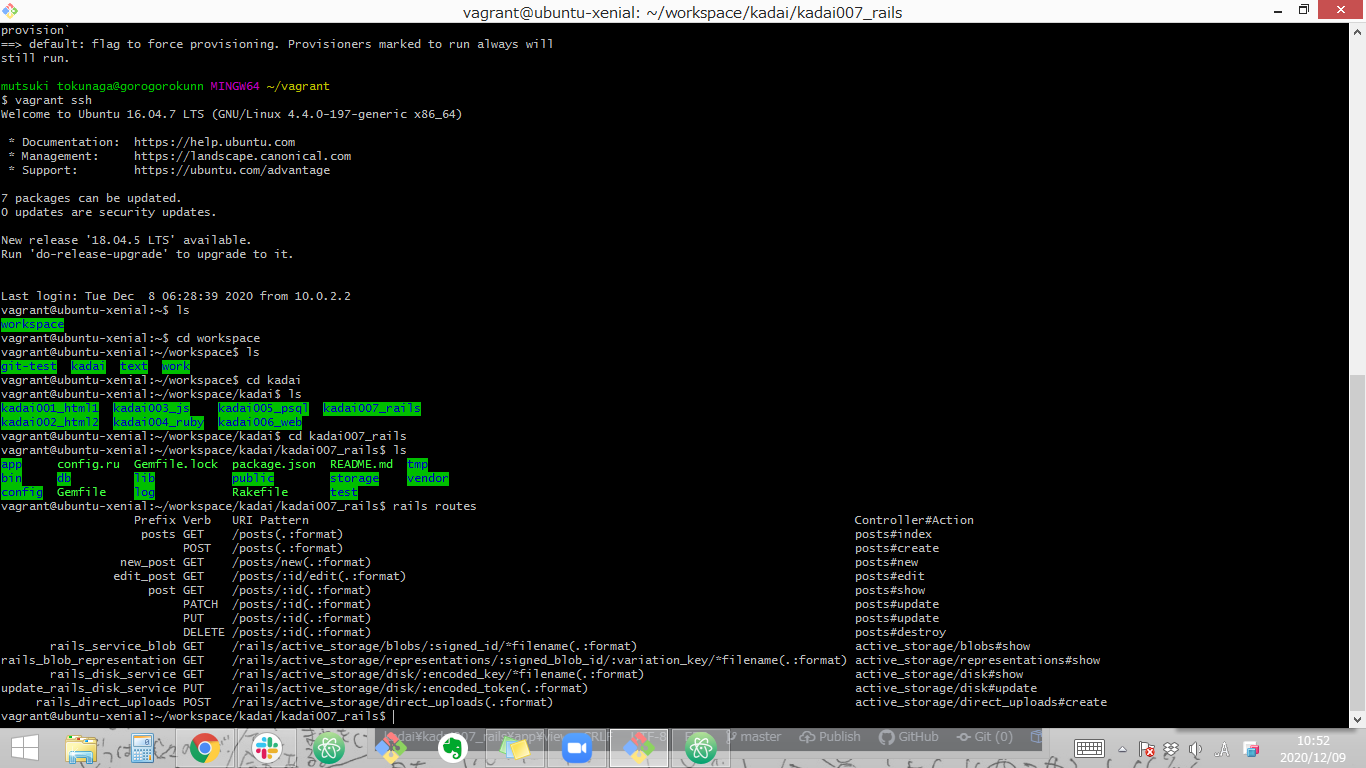 vagrant@ubuntu-xenial: ~/workspace/kadai/kadai007_rails
provision`
==> default: flag to force provisioning. Provisioners marked to run always will
still run.
mutsuki tokunaga@gorogorokunn MINGW64 ~/vagrant
$ vagrant ssh
Welcome to Ubuntu 16.04.7 LTS (GNU/Linux 4.4.0-197-generic x86_64)
* Documentation: https://help.ubuntu.com
* Management: https://landscape.canonical.com
* Support: https://ubuntu.com/advantage
7 packages can be updated.
0 updates are security updates.
New release '18.04.5 LTS' available.
Run 'do-release-upgrade' to upgrade to it.
Last login: Tue Dec  8 06:28:39 2020 from 10.0.2.2
vagrant@ubuntu-xenial:~$ ls
workspace
vagrant@ubuntu-xenial:~$ cd workspace
vagrant@ubuntu-xenial:~/workspace$ ls
git-test kadai text work
vagrant@ubuntu-xenial:~/workspace$ cd kadai
vagrant@ubuntu-xenial:~/workspace/kadai$ ls
kadai001_html1 kadai003_js kadai005_psql kadai007_rails
kadai002_html2 kadai004_ruby kadai006_web
vagrant@ubuntu-xenial:~/workspace/kadai$ cd kadai007_rails
vagrant@ubuntu-xenial:~/workspace/kadai/kadai007_rails$ ls
app config.ru Gemfile.lock package.json README.md tmp
bin db lib public storage vendor
config Gemfile log Rakefile test
vagrant@ubuntu-xenial:~/workspace/kadai/kadai007_rails$ rails routes
Prefix Verb URI Pattern Controller#Action
posts GET /posts(.:format) posts#index
POST /posts(.:format) posts#create
new_post GET /posts/new(.:format) posts#new
edit_post GET /posts/:id/edit(.:format) posts#edit
post GET /posts/:id(.:format) posts#show
PATCH /posts/:id(.:format) posts#update
PUT /posts/:id(.:format) posts#update
DELETE /posts/:id(.:format) posts#destroy
rails_service_blob GET /rails/active_storage/blobs/:signed_id/*filename(.:format) active_storage/blobs#show
rails_blob_representation GET /rails/active_storage/representations/:signed_blob_id/:variation_key/*filename(.:format) active_storage/representations#show
rails_disk_service GET /rails/active_storage/disk/:encoded_key/*filename(.:format) active_storage/disk#show
update_rails_disk_service PUT /rails/active_storage/disk/:encoded_token(.:format) active_storage/disk#update
rails_direct_uploads POST /rails/active_storage/direct_uploads(.:format) active_storage/direct_uploads#create
vagrant@ubuntu-xenial:~/workspace/kadai/kadai007_rails$
master Publish GitHub Git (0)
10:52
2020/12/09